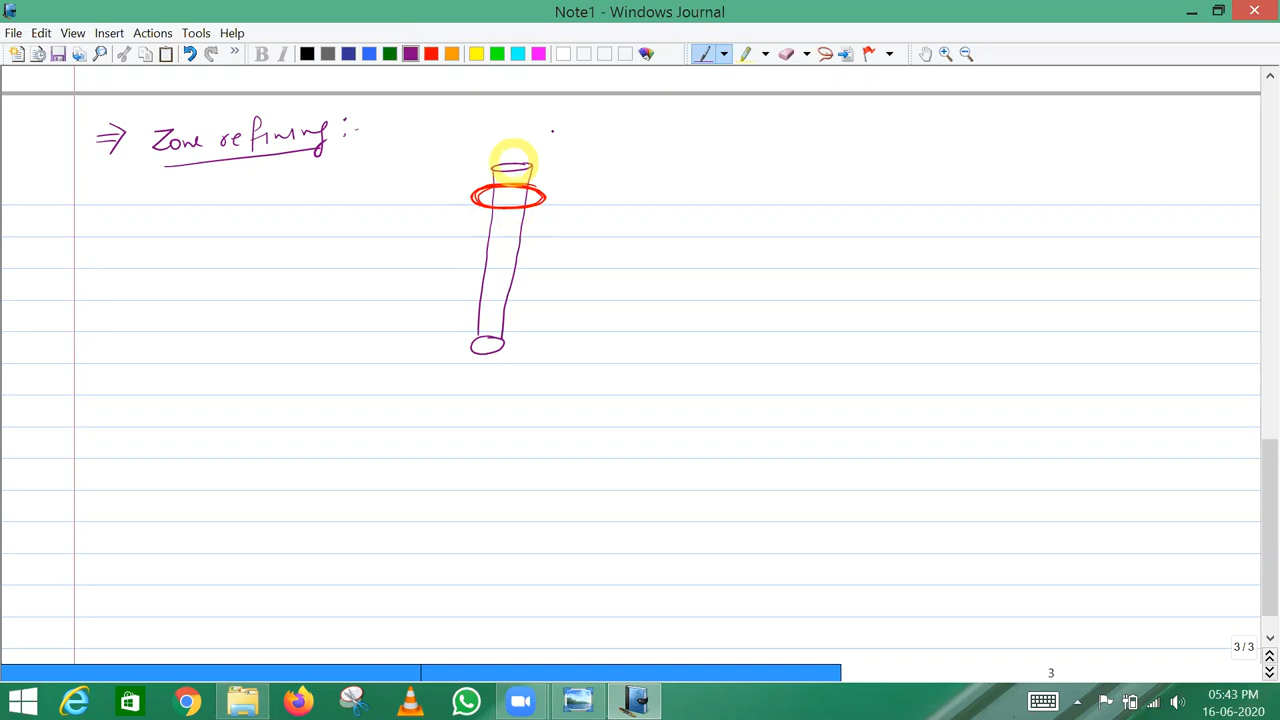 Note1 - Windows Journal
File Edit View Insert Actions Tools Help
B I
⇒ Zone refining :-
3 / 3
3
05:43 PM
16-06-2020